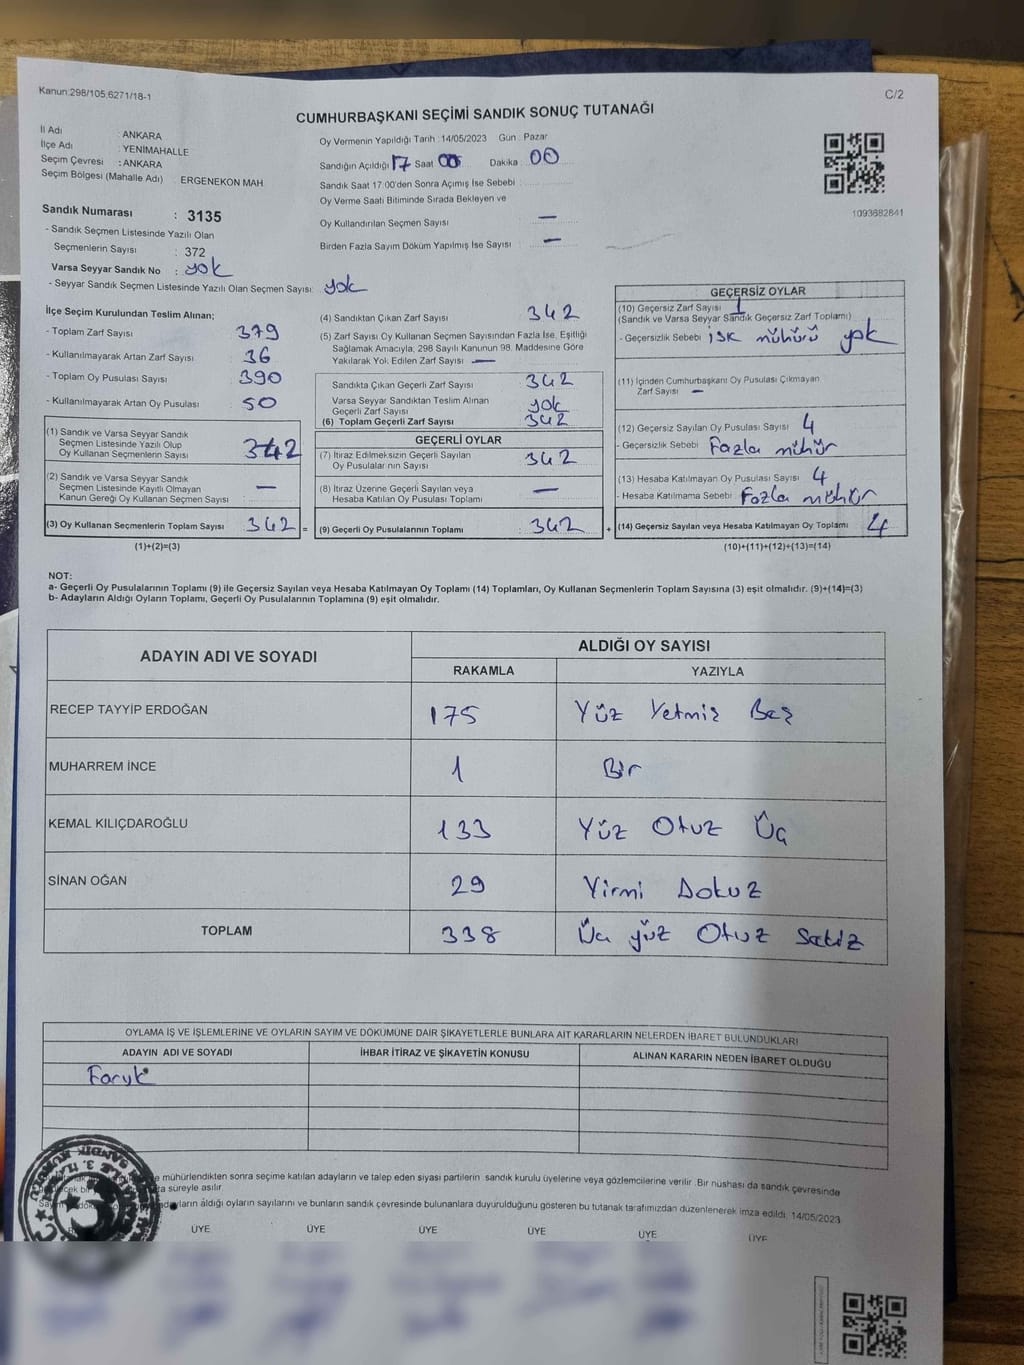 Kanun:298/105.6271/18-1
C/2
CUMHURBAŞKANI SEÇİMİ SANDIK SONUÇ TUTANAĞI
İl Adı : ANKARA
İlçe Adı : YENİMAHALLE
Seçim Çevresi : ANKARA
Seçim Bölgesi (Mahalle Adı) ERGENEKON MAH
Sandık Numarası : 3135
- Sandık Seçmen Listesinde Yazılı Olan
Seçmenlerin Sayısı : 372
Varsa Seyyar Sandık No : yok
- Seyyar Sandık Seçmen Listesinde Yazılı Olan Seçmen Sayısı: yok
Oy Vermenin Yapıldığı Tarih :14/05/2023 Gün : Pazar
Sandığın Açıldığı 17 Saat 00 Dakika : 00
Sandık Saat 17:00'den Sonra Açımış İse Sebebi :
Oy Verme Saati Bitiminde Sırada Bekleyen ve
Oy Kullandırılan Seçmen Sayısı : —
Birden Fazla Sayım Döküm Yapılmış İse Sayısı : —
1093682841
İlçe Seçim Kurulundan Teslim Alınan;
- Toplam Zarf Sayısı : 379
- Kullanılmayarak Artan Zarf Sayısı : 36
- Toplam Oy Pusulası Sayısı : 390
- Kullanılmayarak Artan Oy Pusulası : 50
(1) Sandık ve Varsa Seyyar Sandık
Seçmen Listesinde Yazılı Olup
Oy Kullanan Seçmenlerin Sayısı : 342
(2) Sandık ve Varsa Seyyar Sandık
Seçmen Listesinde Kayıtlı Olmayan
Kanun Gereği Oy Kullanan Seçmen Sayısı : —
(3) Oy Kullanan Seçmenlerin Toplam Sayısı : 342 =
(1)+(2)=(3)
(4) Sandıktan Çıkan Zarf Sayısı : 342
(5) Zarf Sayısı Oy Kullanan Seçmen Sayısından Fazla İse, Eşitliği
Sağlamak Amacıyla, 298 Sayılı Kanunun 98. Maddesine Göre
Yakılarak Yok Edilen Zarf Sayısı : —
Sandıkta Çıkan Geçerli Zarf Sayısı : 342
Varsa Seyyar Sandıktan Teslim Alınan
Geçerli Zarf Sayısı : yok
(6) Toplam Geçerli Zarf Sayısı : 342
GEÇERLİ OYLAR
(7) İtiraz Edilmeksizin Geçerli Sayılan
Oy Pusulalarının Sayısı : 342
(8) İtiraz Üzerine Geçerli Sayılan veya
Hesaba Katılan Oy Pusulası Toplamı : —
(9) Geçerli Oy Pusulalarının Toplamı : 342 +
GEÇERSİZ OYLAR
(10) Geçersiz Zarf Sayısı : 1
(Sandık ve Varsa Seyyar Sandık Geçersiz Zarf Toplamı)
- Geçersizlik Sebebi : İSK mührü yok
(11) İçinden Cumhurbaşkanı Oy Pusulası Çıkmayan
Zarf Sayısı : —
(12) Geçersiz Sayılan Oy Pusulası Sayısı : 4
- Geçersizlik Sebebi : Fazla mühür
(13) Hesaba Katılmayan Oy Pusulası Sayısı : 4
- Hesaba Katılmama Sebebi : Fazla mühür
(14) Geçersiz Sayılan veya Hesaba Katılmayan Oy Toplamı : 4
(10)+(11)+(12)+(13)=(14)
NOT:
a- Geçerli Oy Pusulalarının Toplamı (9) ile Geçersiz Sayılan veya Hesaba Katılmayan Oy Toplamı (14) Toplamları, Oy Kullanan Seçmenlerin Toplam Sayısına (3) eşit olmalıdır. (9)+(14)=(3)
b- Adayların Aldığı Oyların Toplamı, Geçerli Oy Pusulalarının Toplamına (9) eşit olmalıdır.
ADAYIN ADI VE SOYADI
ALDIĞI OY SAYISI
RAKAMLA YAZIYLA
RECEP TAYYİP ERDOĞAN 175 Yüz Yetmiş Beş
MUHARREM İNCE 1 Bir
KEMAL KILIÇDAROĞLU 133 Yüz Otuz Üç
SİNAN OĞAN 29 Yirmi Dokuz
TOPLAM 338 Üç yüz Otuz Sekiz
OYLAMA İŞ VE İŞLEMLERİNE VE OYLARIN SAYIM VE DÖKÜMÜNE DAİR ŞİKAYETLERLE BUNLARA AİT KARARLARIN NELERDEN İBARET BULUNDUKLARI
ADAYIN ADI VE SOYADI İHBAR İTİRAZ VE ŞİKAYETİN KONUSU ALINAN KARARIN NEDEN İBARET OLDUĞU
Faruk
mühürlendikten sonra seçime katılan adayların ve talep eden siyasi partilerin sandık kurulu üyelerine veya gözlemcilerine verilir .Bir nüshası da sandık çevresinde
süreyle asılır.
aldığı oyların sayılarını ve bunların sandık çevresinde bulunanlara duyurulduğunu gösteren bu tutanak tarafımızdan düzenlenerek imza edildi. 14/05/2023
ÜYE ÜYE ÜYE ÜYE ÜYE ÜYE